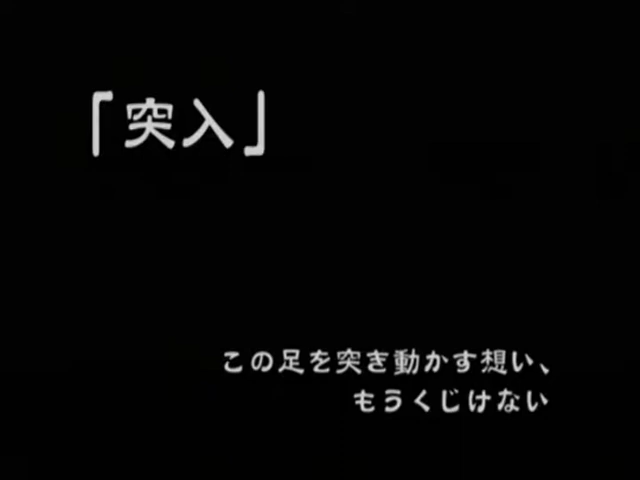 「突入」
この足を突き動かす想い、
もうくじけない